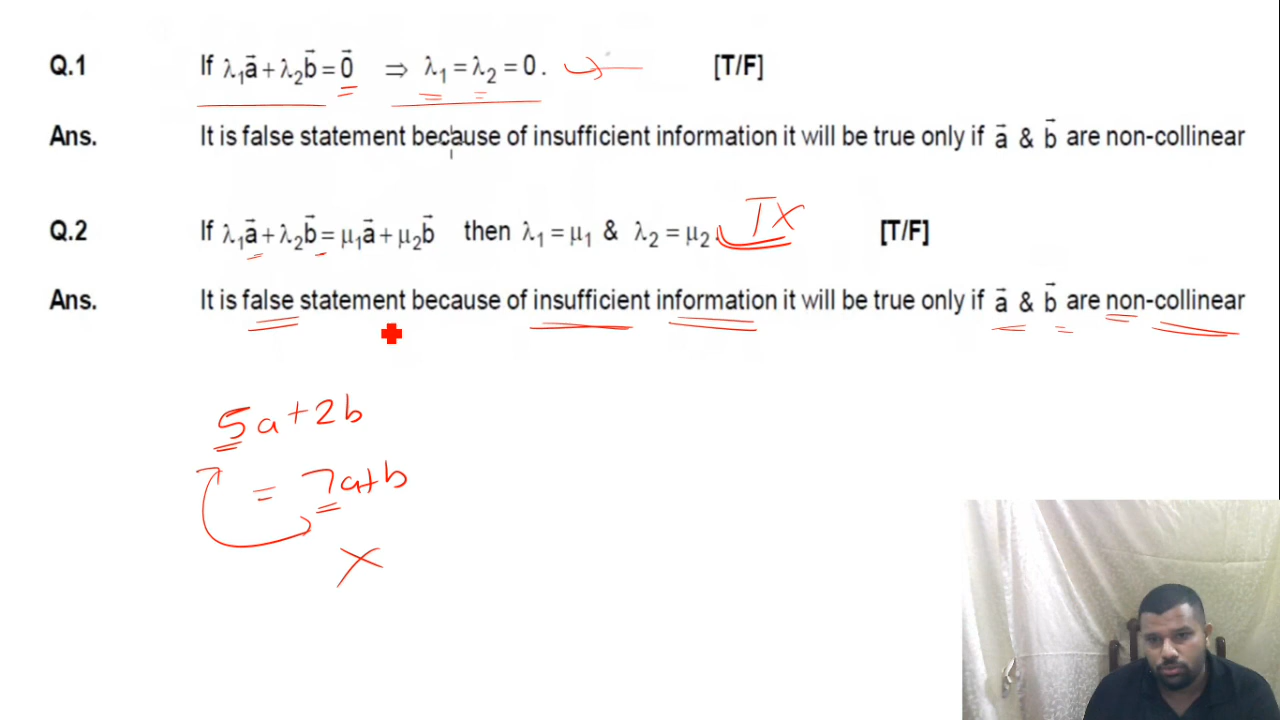 Q.1 If λ₁a⃗ + λ₂b⃗ = 0⃗ ⇒ λ₁ = λ₂ = 0. [T/F]
Ans. It is false statement because of insufficient information it will be true only if a⃗ & b⃗ are non-collinear
Q.2 If λ₁a⃗ + λ₂b⃗ = μ₁a⃗ + μ₂b⃗ then λ₁ = μ₁ & λ₂ = μ₂. TX [T/F]
Ans. It is false statement because of insufficient information it will be true only if a⃗ & b⃗ are non-collinear
5a+2b
= 7a+b
X